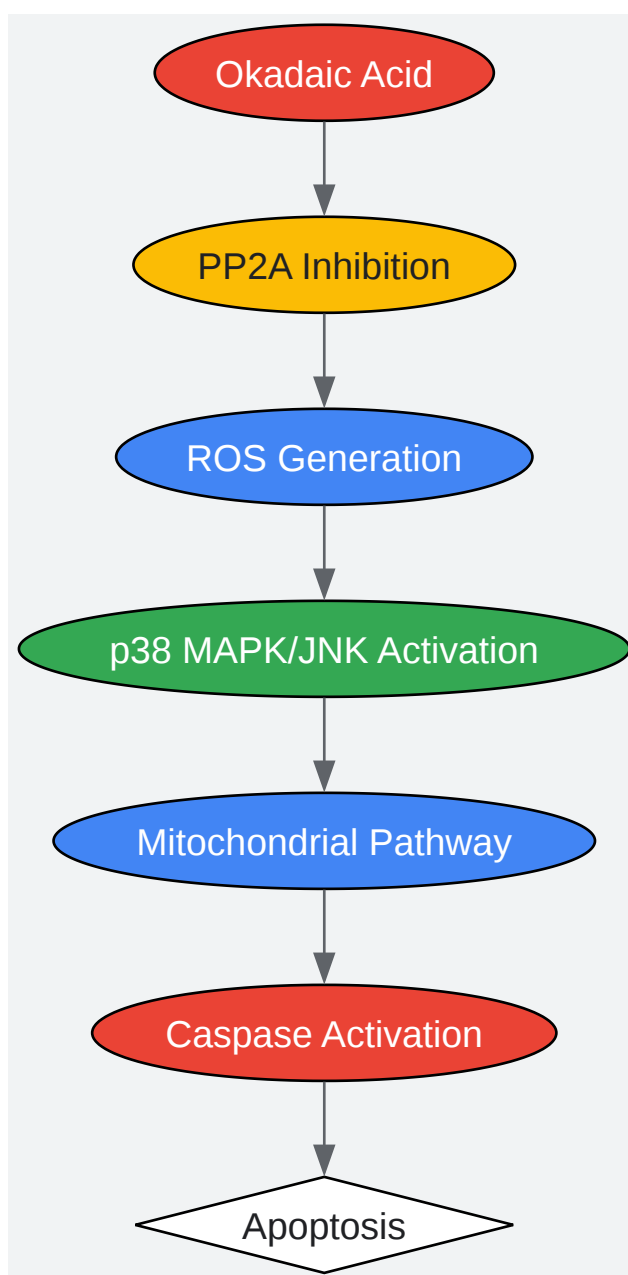 Okadaic Acid
PP2A Inhibition
ROS Generation
p38 MAPK/JNK Activation
Mitochondrial Pathway
Caspase Activation
Apoptosis